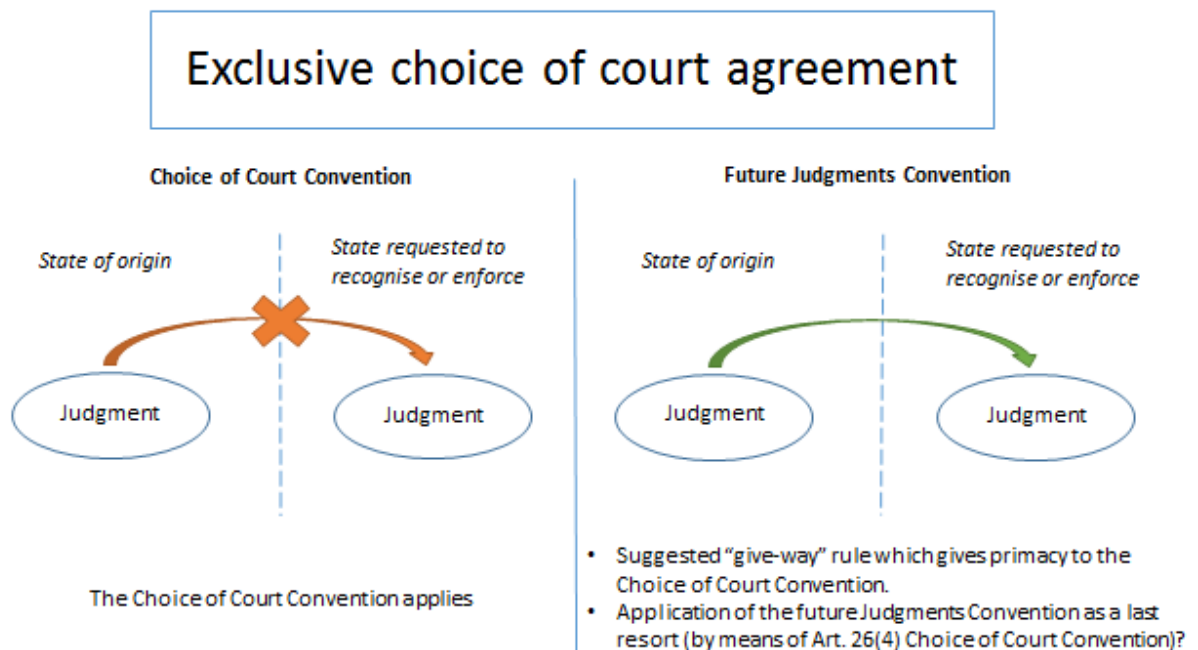 Exclusive choice of court agreement
Choice of Court Convention
State of origin
State requested to
recognise or enforce
Judgment
Judgment
The Choice of Court Convention applies
Future Judgments Convention
State of origin
State requested to
recognise or enforce
Judgment
Judgment
• Suggested “give-way” rule which gives primacy to the
Choice of Court Convention.
• Application of the future Judgments Convention as a last
resort (by means of Art. 26(4) Choice of Court Convention)?